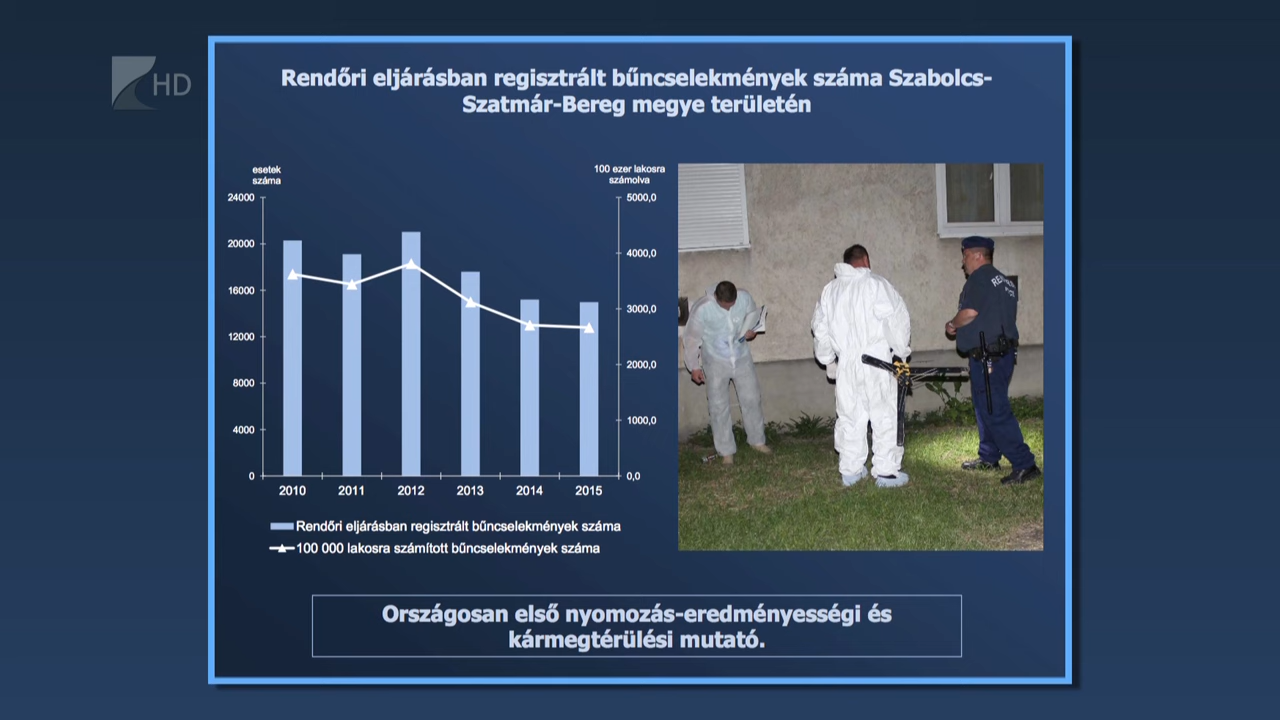 HD
Rendőri eljárásban regisztrált bűncselekmények száma Szabolcs-
Szatmár-Bereg megye területén
esetek
száma
100 ezer lakosra
számolva
24000
20000
16000
12000
8000
4000
0
5000,0
4000,0
3000,0
2000,0
1000,0
0,0
2010 2011 2012 2013 2014 2015
Rendőri eljárásban regisztrált bűncselekmények száma
100 000 lakosra számított bűncselekmények száma
Országosan első nyomozás-eredményességi és
kármegtérülési mutató.